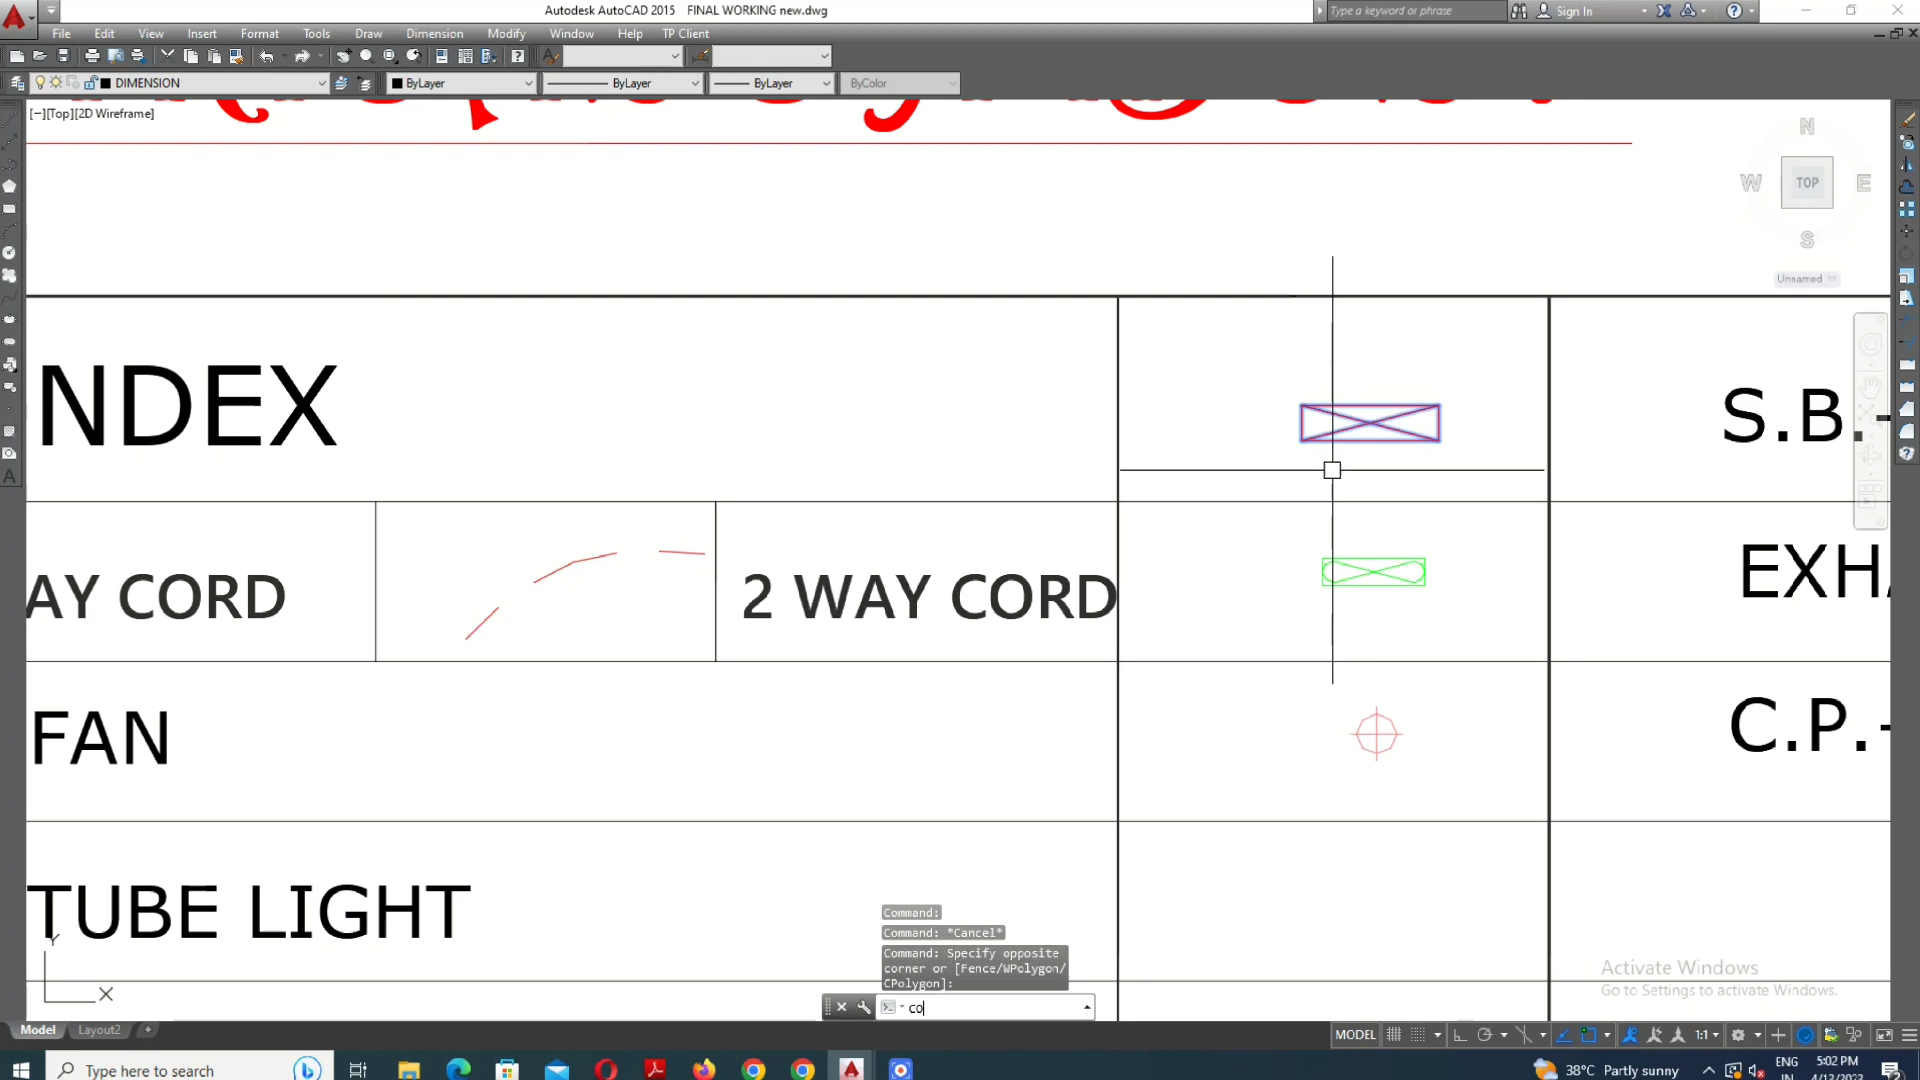 Autodesk AutoCAD 2015 FINAL WORKING new.dwg
Type a keyword or phrase
Sign In
File Edit View Insert Format Tools Draw Dimension Modify Window Help TP Client
DIMENSION
ByLayer
ByLayer
ByLayer
ByColor
[−][Top][2D Wireframe]
N
W TOP E
S
Unnamed
NDEX
S.B.-
AY CORD
2 WAY CORD
EXHA
FAN
C.P.-
TUBE LIGHT
Y
X
Command:
Command: *Cancel*
Command: Specify opposite
corner or [Fence/WPolygon/
CPolygon]:
co
Activate Windows
Go to Settings to activate Windows.
Model Layout2 +
MODEL
1:1
Type here to search
38°C Partly sunny
ENG
IN
5:02 PM